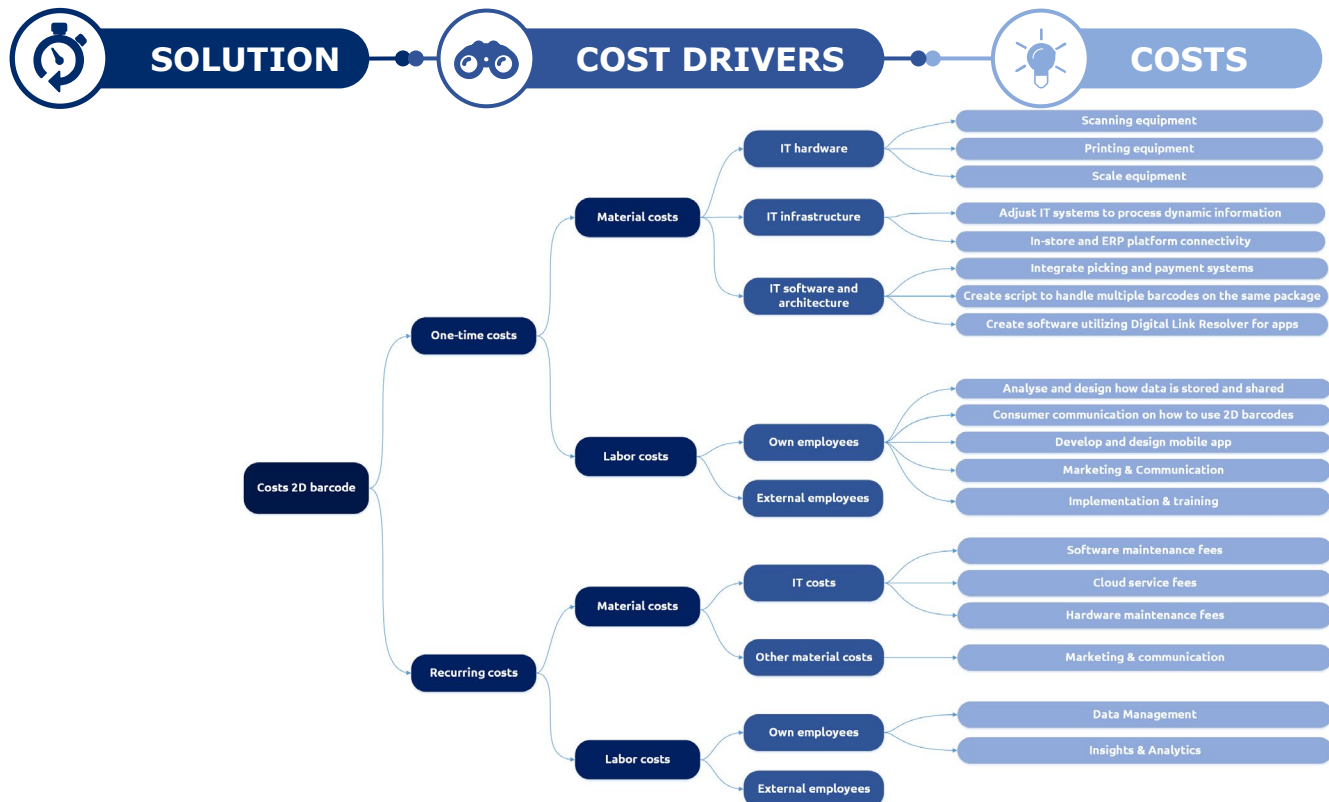 SOLUTION
COST DRIVERS
COSTS
Costs 2D barcode
One-time costs
Material costs
IT hardware
Scanning equipment
Printing equipment
Scale equipment
IT infrastructure
Adjust IT systems to process dynamic information
In-store and ERP platform connectivity
IT software and
architecture
Integrate picking and payment systems
Create script to handle multiple barcodes on the same package
Create software utilizing Digital Link Resolver for apps
Labor costs
Own employees
Analyse and design how data is stored and shared
Consumer communication on how to use 2D barcodes
Develop and design mobile app
Marketing & Communication
Implementation & training
External employees
Recurring costs
Material costs
IT costs
Software maintenance fees
Cloud service fees
Hardware maintenance fees
Other material costs
Marketing & communication
Labor costs
Own employees
Data Management
Insights & Analytics
External employees